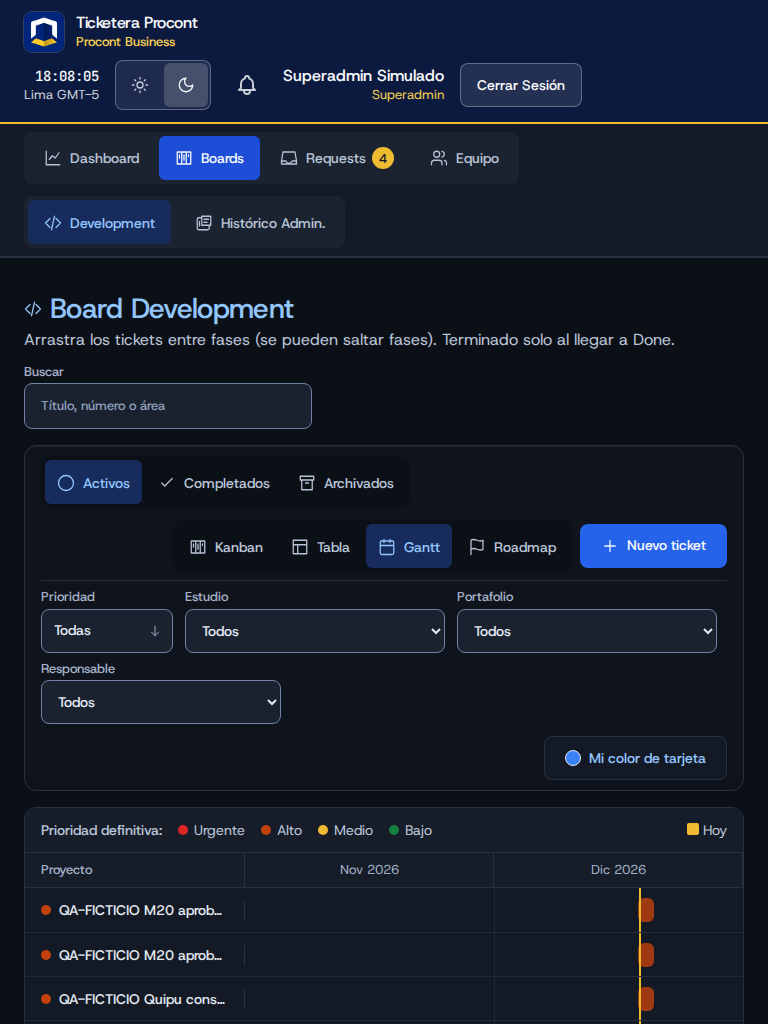 Ticketera Procont
Procont Business
18:08:05
Lima GMT-5
Superadmin Simulado
Superadmin
Cerrar Sesión
Dashboard
Boards
Requests 4
Equipo
Development
Histórico Admin.
Board Development
Arrastra los tickets entre fases (se pueden saltar fases). Terminado solo al llegar a Done.
Buscar
Título, número o área
Activos
Completados
Archivados
Kanban
Tabla
Gantt
Roadmap
Nuevo ticket
Prioridad
Estudio
Portafolio
Todas
Todos
Todos
Responsable
Todos
Mi color de tarjeta
Prioridad definitiva:
Urgente
Alto
Medio
Bajo
Hoy
Proyecto
Nov 2026
Dic 2026
QA-FICTICIO M20 aprob...
QA-FICTICIO M20 aprob...
QA-FICTICIO Quipu cons...